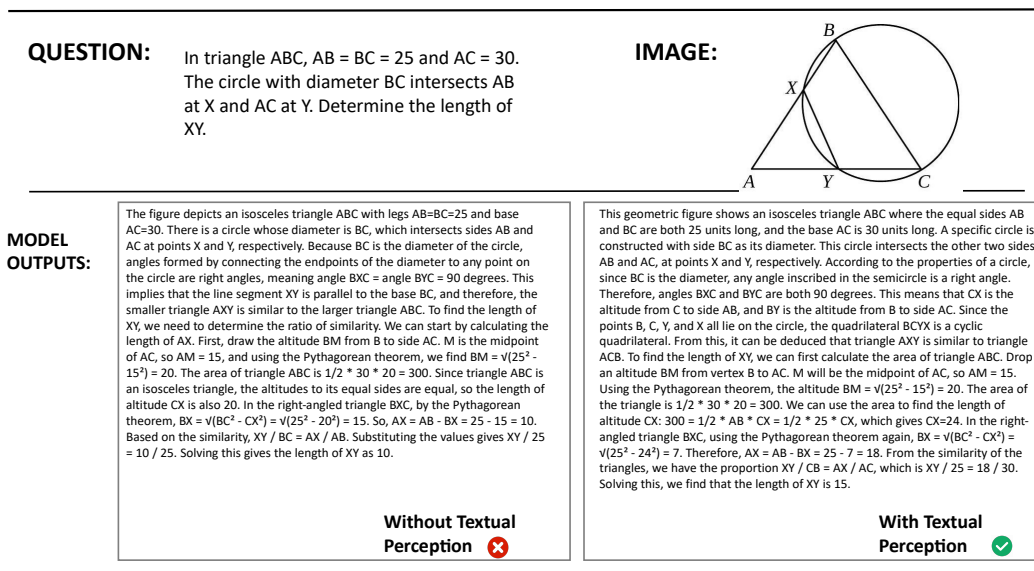 QUESTION:
In triangle ABC, AB = BC = 25 and AC = 30.
The circle with diameter BC intersects AB
at X and AC at Y. Determine the length of
XY.
IMAGE:
B
X
A
Y
C
MODEL
OUTPUTS:
The figure depicts an isosceles triangle ABC with legs AB=BC=25 and base
AC=30. There is a circle whose diameter is BC, which intersects sides AB and
AC at points X and Y, respectively. Because BC is the diameter of the circle,
angles formed by connecting the endpoints of the diameter to any point on
the circle are right angles, meaning angle BXC = angle BYC = 90 degrees. This
implies that the line segment XY is parallel to the base BC, and therefore, the
smaller triangle AXY is similar to the larger triangle ABC. To find the length of
XY, we need to determine the ratio of similarity. We can start by calculating the
length of AX. First, draw the altitude BM from B to side AC. M is the midpoint
of AC, so AM = 15, and using the Pythagorean theorem, we find BM = √(25² -
15²) = 20. The area of triangle ABC is 1/2 * 30 * 20 = 300. Since triangle ABC is
an isosceles triangle, the altitudes to its equal sides are equal, so the length of
altitude CX is also 20. In the right-angled triangle BXC, by the Pythagorean
theorem, BX = √(BC² - CX²) = √(25² - 20²) = 15. So, AX = AB - BX = 25 - 15 = 10.
Based on the similarity, XY / BC = AX / AB. Substituting the values gives XY / 25
= 10 / 25. Solving this gives the length of XY as 10.
Without Textual
Perception
This geometric figure shows an isosceles triangle ABC where the equal sides AB
and BC are both 25 units long, and the base AC is 30 units long. A specific circle is
constructed with side BC as its diameter. This circle intersects the other two sides,
AB and AC, at points X and Y, respectively. According to the properties of a circle,
since BC is the diameter, any angle inscribed in the semicircle is a right angle.
Therefore, angles BXC and BYC are both 90 degrees. This means that CX is the
altitude from C to side AB, and BY is the altitude from B to side AC. Since the
points B, C, Y, and X all lie on the circle, the quadrilateral BCYX is a cyclic
quadrilateral. From this, it can be deduced that triangle AXY is similar to triangle
ACB. To find the length of XY, we can first calculate the area of triangle ABC. Drop
an altitude BM from vertex B to AC. M will be the midpoint of AC, so AM = 15.
Using the Pythagorean theorem, the altitude BM = √(25² - 15²) = 20. The area of
the triangle is 1/2 * 30 * 20 = 300. We can use the area to find the length of
altitude CX: 300 = 1/2 * AB * CX = 1/2 * 25 * CX, which gives CX=24. In the right-
angled triangle BXC, using the Pythagorean theorem again, BX = √(BC² - CX²) =
√(25² - 24²) = 7. Therefore, AX = AB - BX = 25 - 7 = 18. From the similarity of the
triangles, we have the proportion XY / CB = AX / AC, which is XY / 25 = 18 / 30.
Solving this, we find that the length of XY is 15.
With Textual
Perception